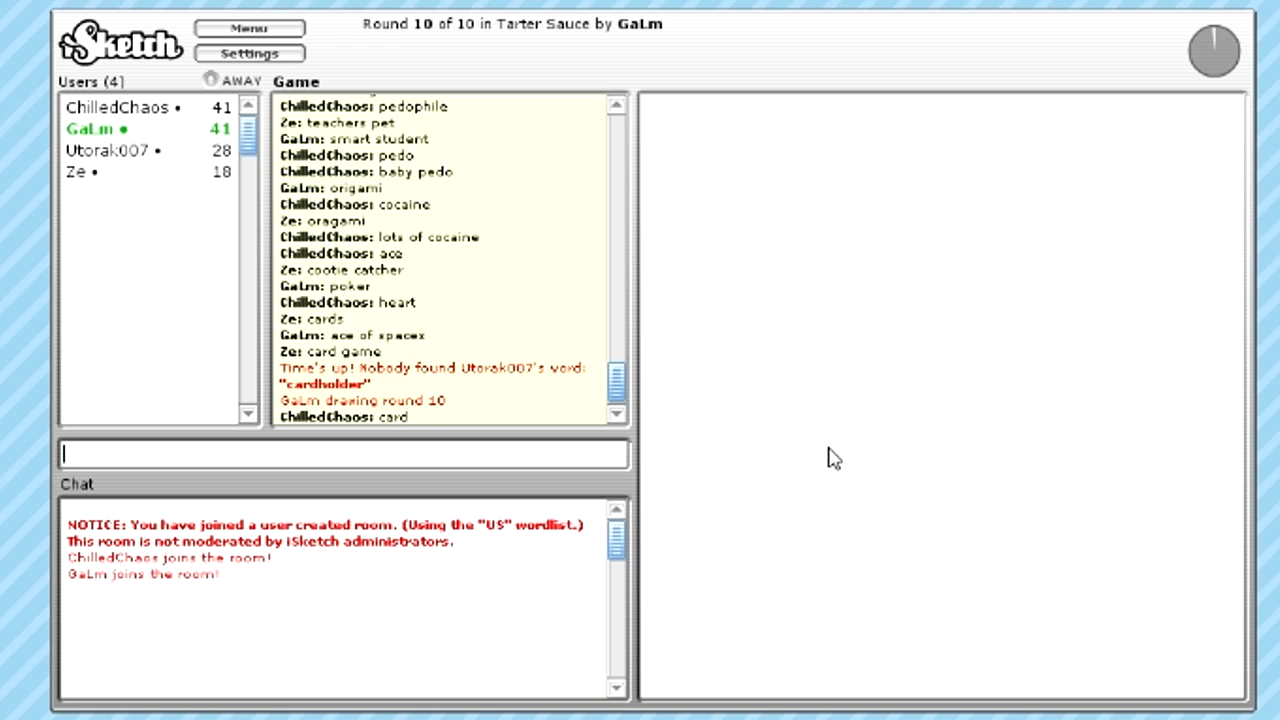 iSketch
Menu
Settings
Round 10 of 10 in Tarter Sauce by GaLm
Users (4)
AWAY
Game
ChilledChaos • 41
GaLm • 41
Utorak007 • 28
Ze • 18
ChilledChaos: pedophile
Ze: teachers pet
GaLm: smart student
ChilledChaos: pedo
ChilledChaos: baby pedo
GaLm: origami
ChilledChaos: cocaine
Ze: oragami
ChilledChaos: lots of cocaine
ChilledChaos: ace
Ze: cootie catcher
GaLm: poker
ChilledChaos: heart
Ze: cards
GaLm: ace of spacex
Ze: card game
Time's up! Nobody found Utorak007's word:
"cardholder"
GaLm drawing round 10
ChilledChaos: card
Chat
NOTICE: You have joined a user created room. (Using the "US" wordlist.)
This room is not moderated by iSketch administrators.
ChilledChaos joins the room!
GaLm joins the room!